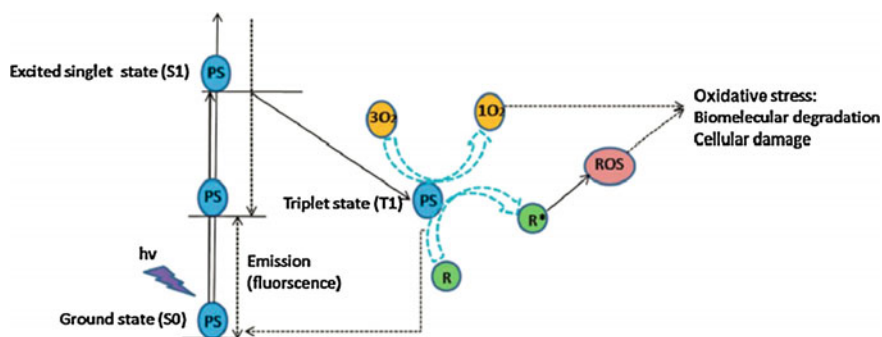 Excited singlet state (S1)
PS
3O2
1O2
Oxidative stress:
Biomelecular degradation
Cellular damage
ROS
PS
Triplet state (T1)
PS
R•
hv
Emission
(fluorscence)
R
Ground state (S0)
PS